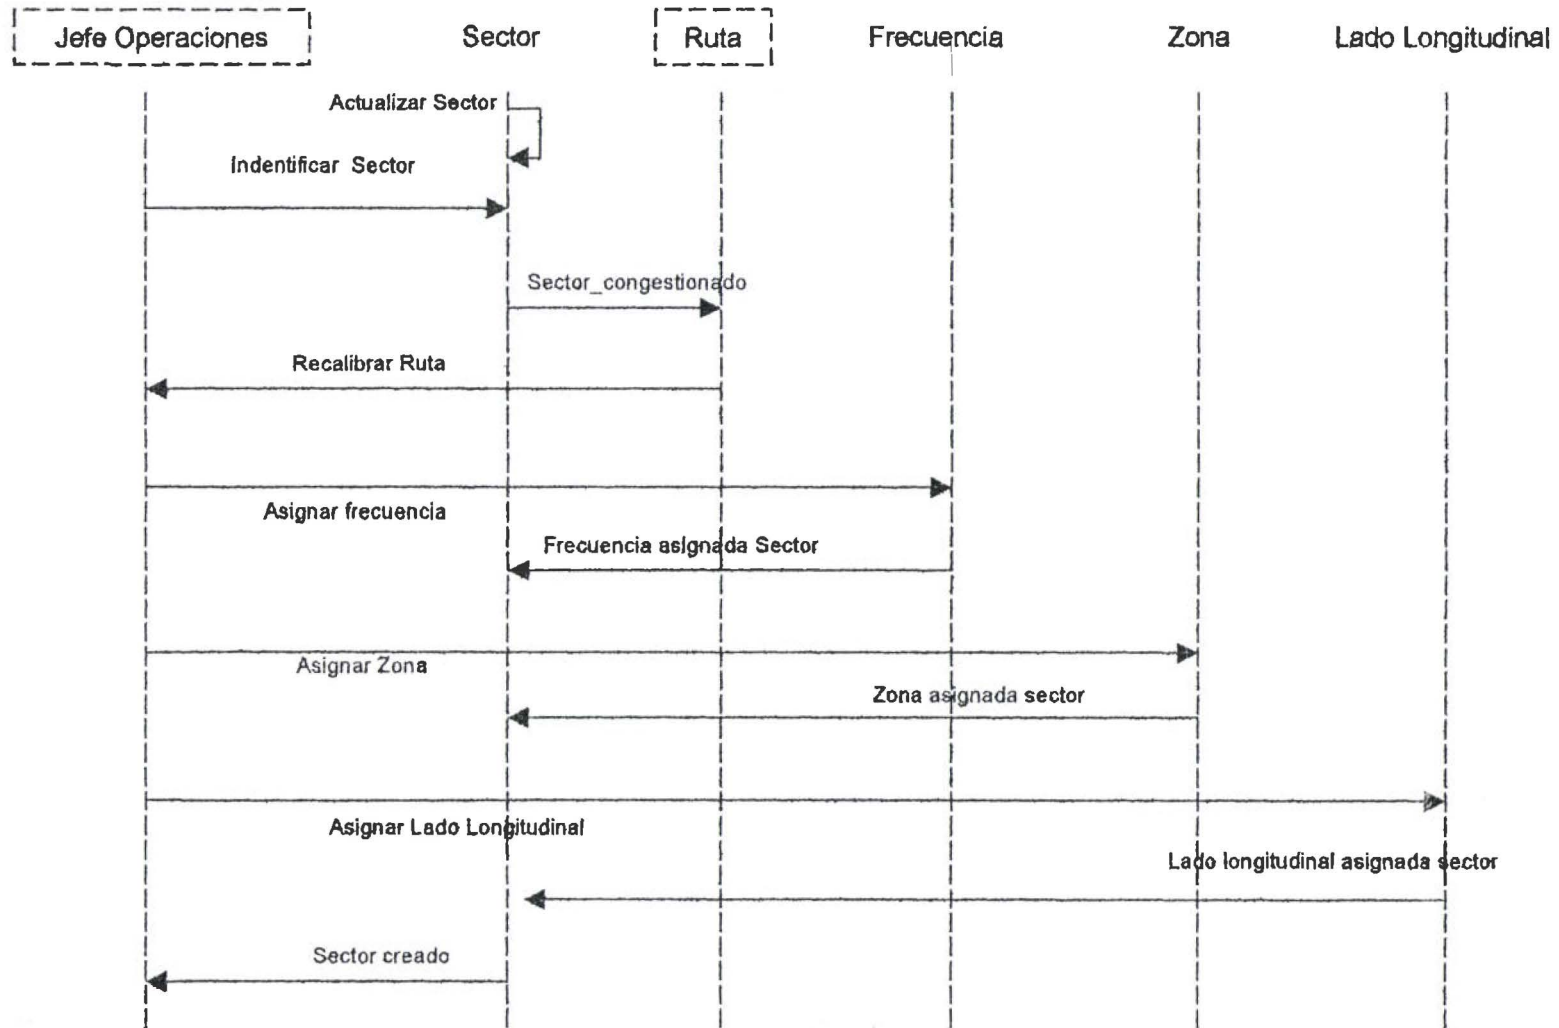 Jefe Operaciones Sector Ruta Frecuencia Zona Lado Longitudinal
Actualizar Sector
Indentificar Sector
Sector_congestionado
Recalibrar Ruta
Asignar frecuencia
Frecuencia asignada Sector
Asignar Zona
Zona asignada sector
Asignar Lado Longitudinal
Lado longitudinal asignada sector
Sector creado